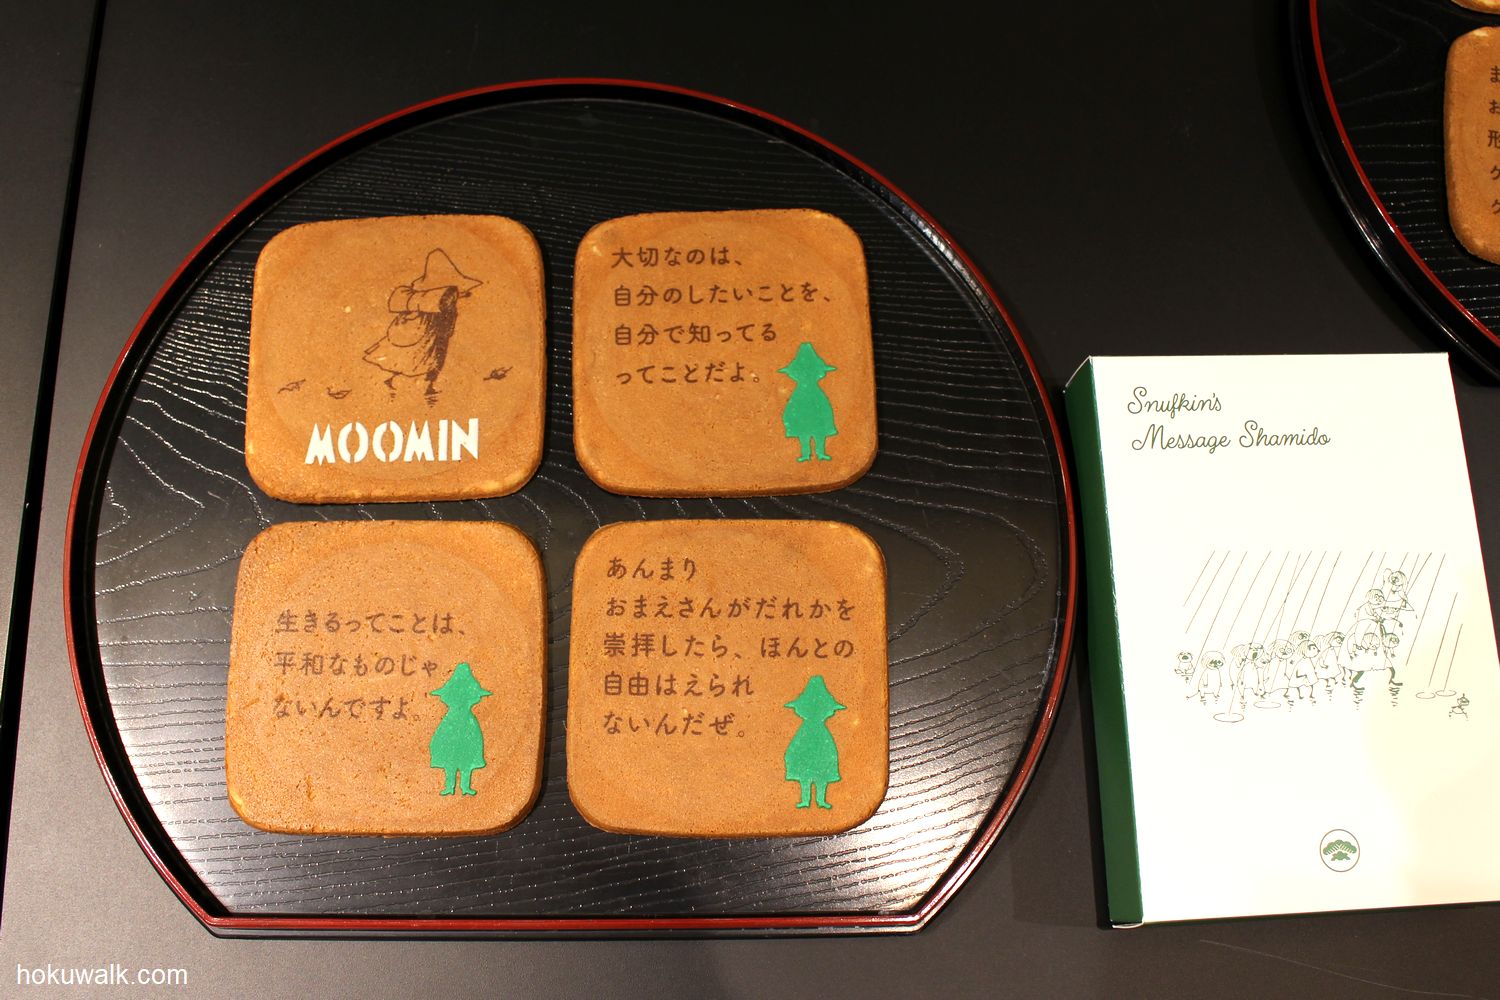 MOOMIN
大切なのは、
自分のしたいことを、
自分で知ってる
ってことだよ。
生きるってことは、
平和なものじゃ
ないんですよ。
あんまり
おまえさんがだれかを
崇拝したら、ほんとの
自由はえられ
ないんだぜ。
Snufkin's
Message Shamido
ま
お
形
hokuwalk.com